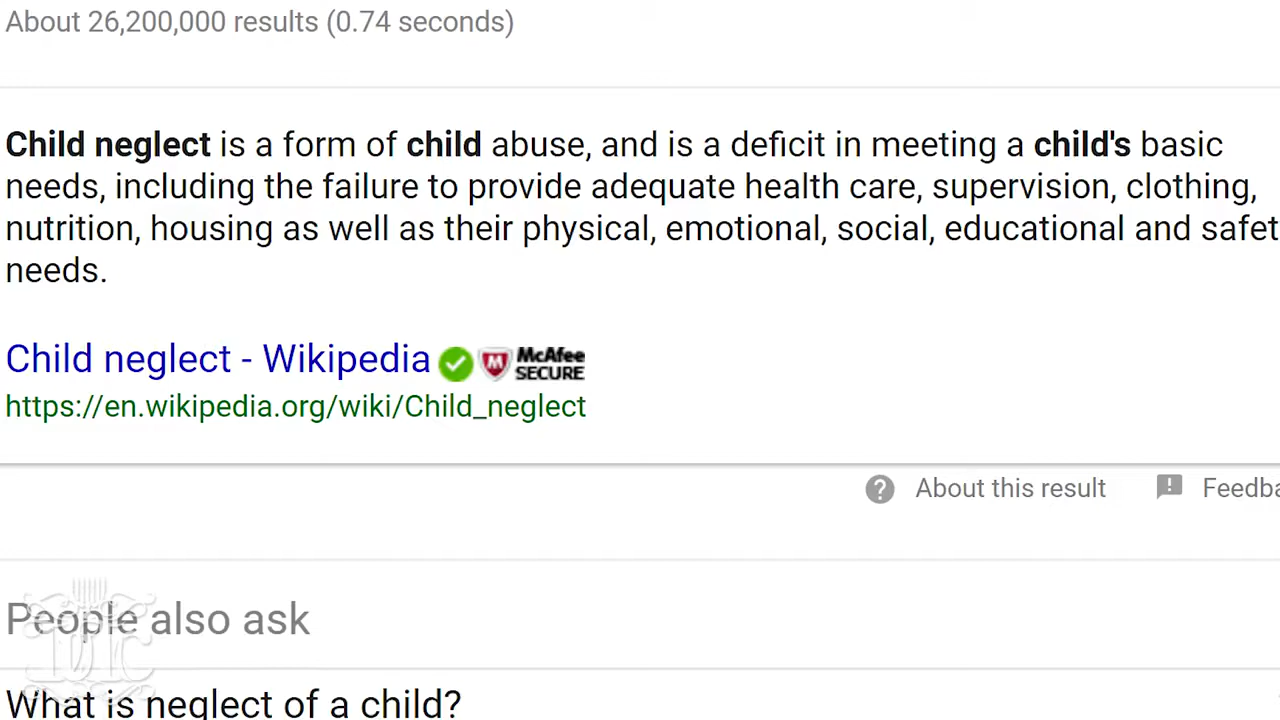 About 26,200,000 results (0.74 seconds)
Child neglect is a form of child abuse, and is a deficit in meeting a child's basic
needs, including the failure to provide adequate health care, supervision, clothing,
nutrition, housing as well as their physical, emotional, social, educational and safet
needs.
Child neglect - Wikipedia McAfee SECURE
https://en.wikipedia.org/wiki/Child_neglect
About this result Feedba
People also ask
What is neglect of a child?